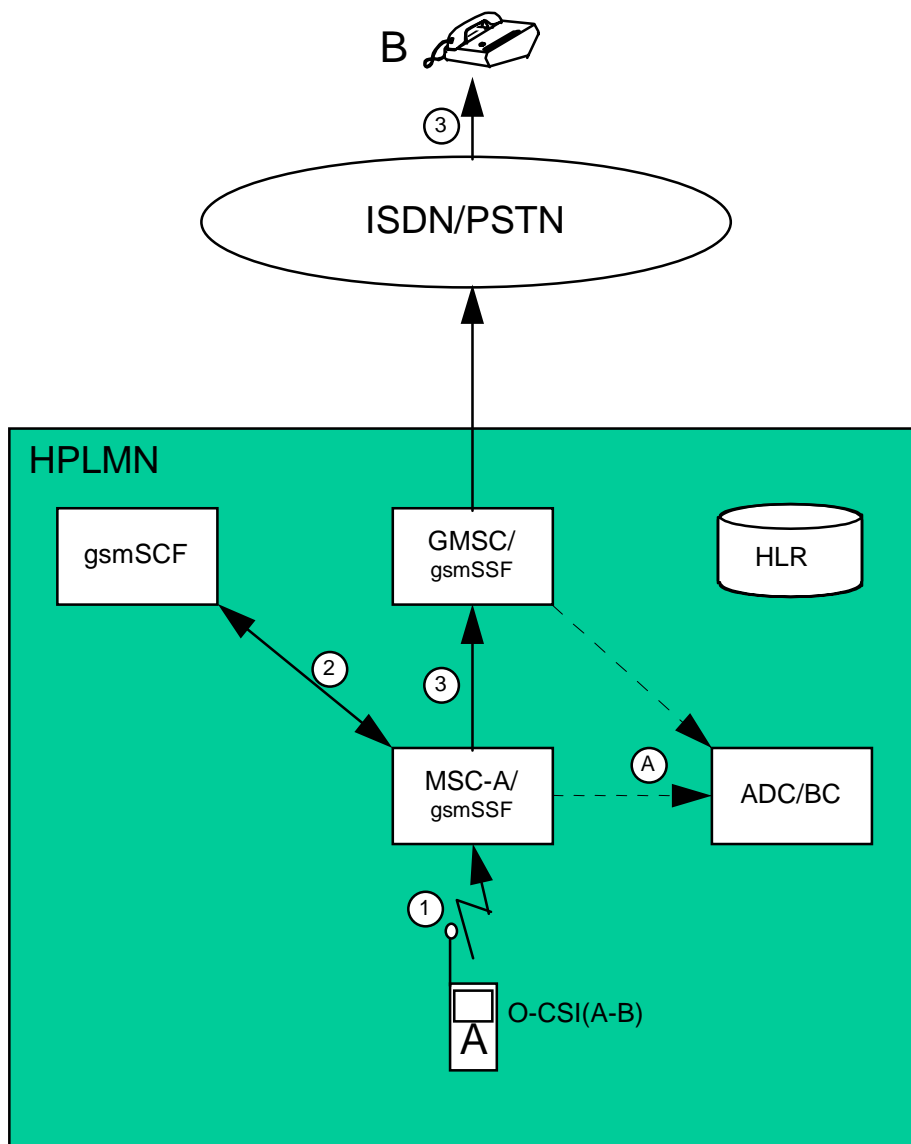 B
3
ISDN/PSTN
HPLMN
gsmSCF
GMSC/
gsmSSF
HLR
2
3
MSC-A/
gsmSSF
A
ADC/BC
1
O-CSI(A-B)
A